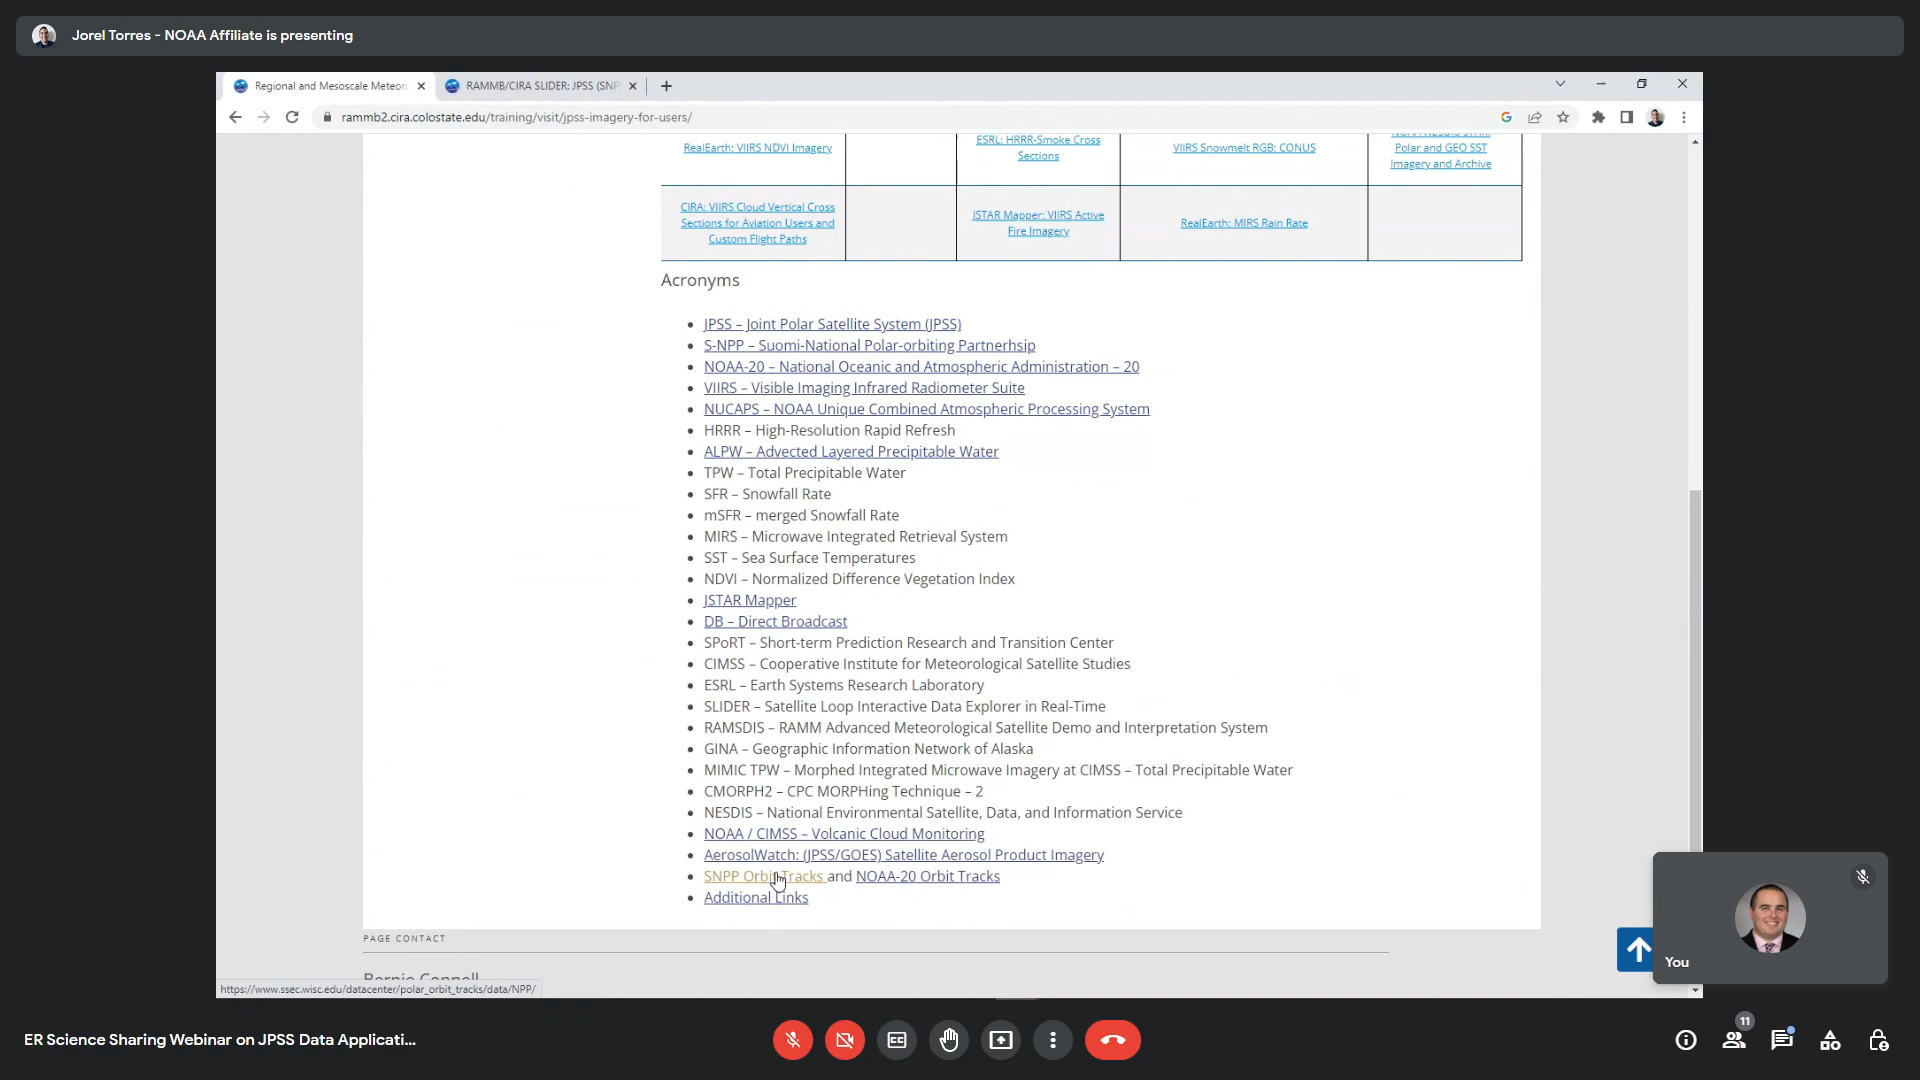 Jorel Torres - NOAA Affiliate is presenting
Regional and Mesoscale Meteor
RAMMB/CIRA SLIDER: JPSS (SNP
rammb2.cira.colostate.edu/training/visit/jpss-imagery-for-users/
RealEarth: VIIRS NDVI Imagery
ESRL: HRRR-Smoke Cross
Sections
VIIRS Snowmelt RGB: CONUS
Polar and GEO SST
Imagery and Archive
CIRA: VIIRS Cloud Vertical Cross
Sections for Aviation Users and
Custom Flight Paths
JSTAR Mapper: VIIRS Active
Fire Imagery
RealEarth: MIRS Rain Rate
Acronyms
JPSS – Joint Polar Satellite System (JPSS)
S-NPP – Suomi-National Polar-orbiting Partnerhsip
NOAA-20 – National Oceanic and Atmospheric Administration – 20
VIIRS – Visible Imaging Infrared Radiometer Suite
NUCAPS – NOAA Unique Combined Atmospheric Processing System
HRRR – High-Resolution Rapid Refresh
ALPW – Advected Layered Precipitable Water
TPW – Total Precipitable Water
SFR – Snowfall Rate
mSFR – merged Snowfall Rate
MIRS – Microwave Integrated Retrieval System
SST – Sea Surface Temperatures
NDVI – Normalized Difference Vegetation Index
JSTAR Mapper
DB – Direct Broadcast
SPoRT – Short-term Prediction Research and Transition Center
CIMSS – Cooperative Institute for Meteorological Satellite Studies
ESRL – Earth Systems Research Laboratory
SLIDER – Satellite Loop Interactive Data Explorer in Real-Time
RAMSDIS – RAMM Advanced Meteorological Satellite Demo and Interpretation System
GINA – Geographic Information Network of Alaska
MIMIC TPW – Morphed Integrated Microwave Imagery at CIMSS – Total Precipitable Water
CMORPH2 – CPC MORPHing Technique – 2
NESDIS – National Environmental Satellite, Data, and Information Service
NOAA / CIMSS – Volcanic Cloud Monitoring
AerosolWatch: (JPSS/GOES) Satellite Aerosol Product Imagery
SNPP Orbit Tracks and NOAA-20 Orbit Tracks
Additional Links
PAGE CONTACT
Bernie Connell
https://www.ssec.wisc.edu/datacenter/polar_orbit_tracks/data/NPP/
You
ER Science Sharing Webinar on JPSS Data Applicati...
11